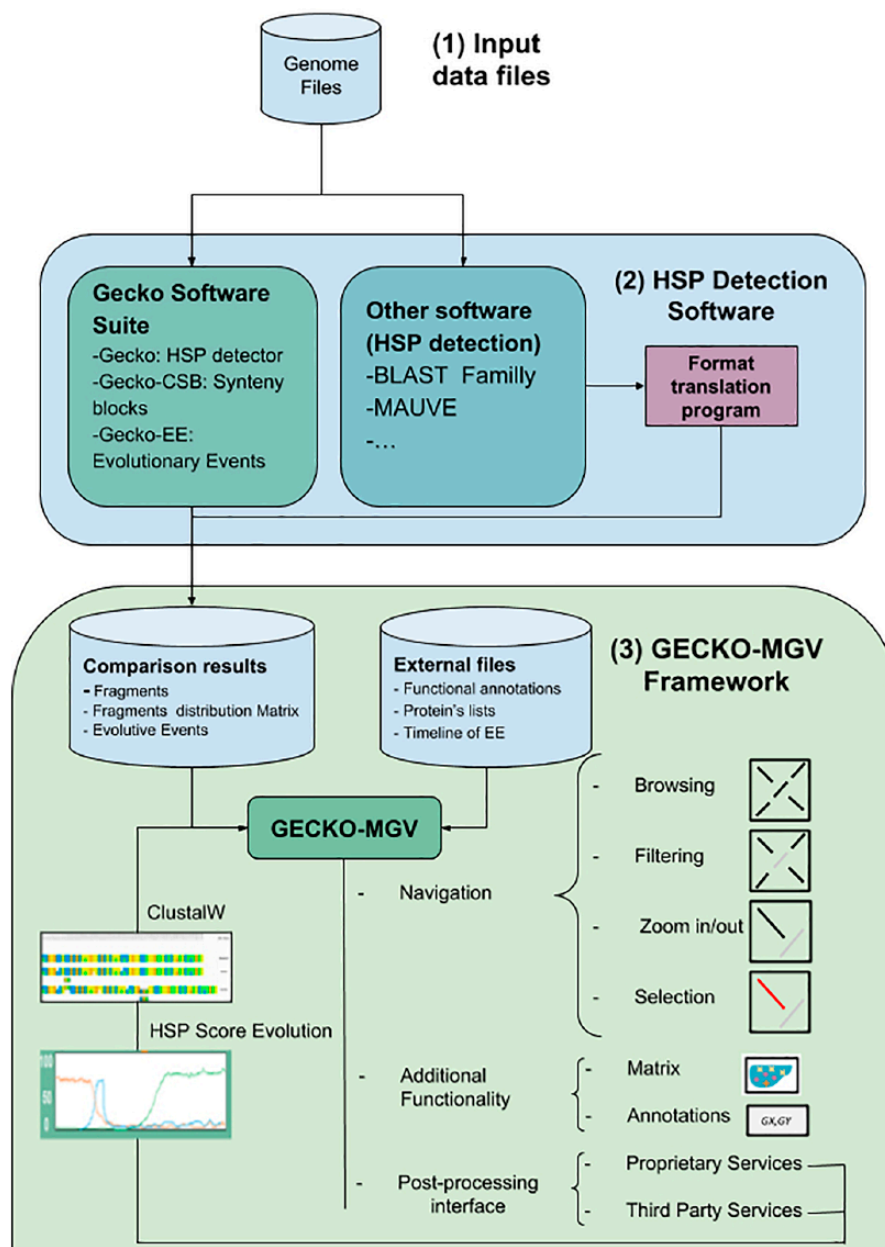 (1) Input
data files
Genome
Files
(2) HSP Detection
Software
Gecko Software
Suite
-Gecko: HSP detector
-Gecko-CSB: Synteny
blocks
-Gecko-EE:
Evolutionary Events
Other software
(HSP detection)
-BLAST Familly
-MAUVE
-...
Format
translation
program
(3) GECKO-MGV
Framework
Comparison results
- Fragments
- Fragments distribution Matrix
- Evolutive Events
External files
- Functional annotations
- Protein's lists
- Timeline of EE
GECKO-MGV
- Navigation
- Browsing
- Filtering
- Zoom in/out
- Selection
ClustalW
HSP Score Evolution
100
50
0
- Additional
Functionality
- Matrix
- Annotations
GX,GY
- Post-processing
interface
- Proprietary Services
- Third Party Services